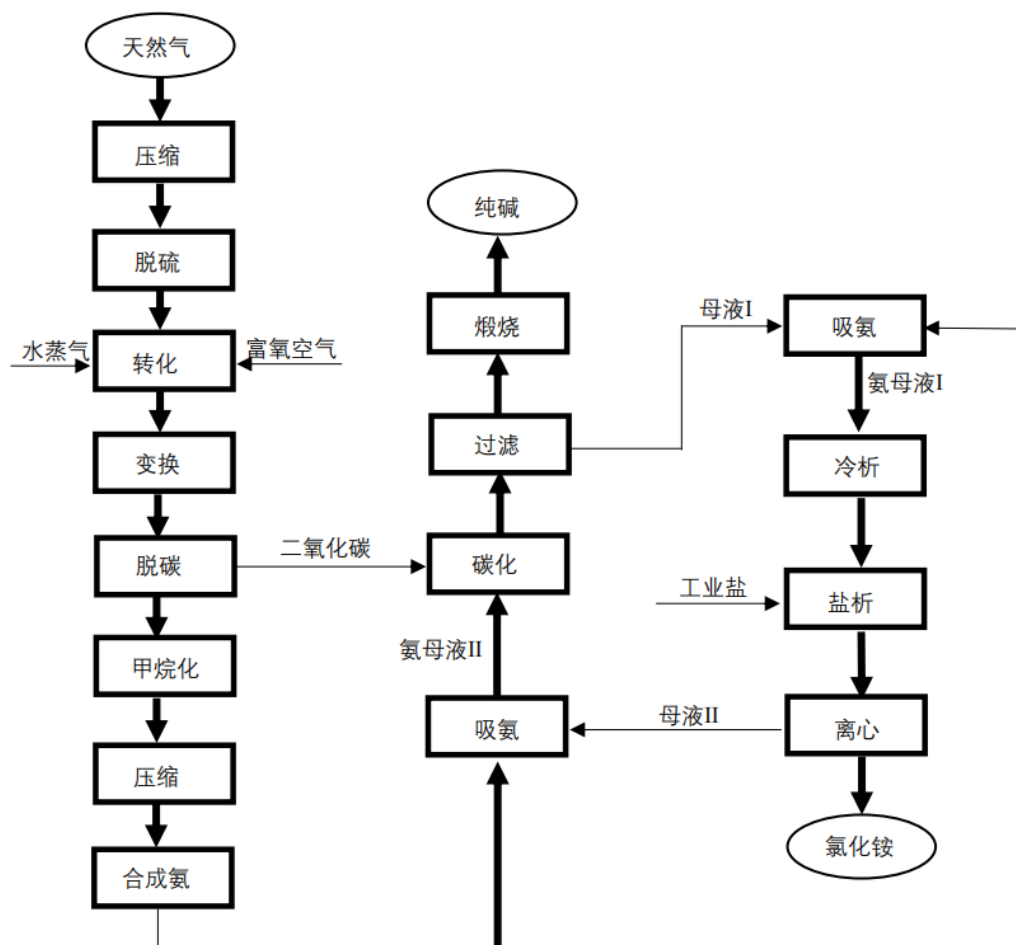 天然气
压缩
脱硫
水蒸气
转化
富氧空气
变换
脱碳
二氧化碳
甲烷化
压缩
合成氨
纯碱
煅烧
过滤
碳化
氨母液II
吸氨
母液I
吸氨
氨母液I
冷析
工业盐
盐析
母液II
离心
氯化铵